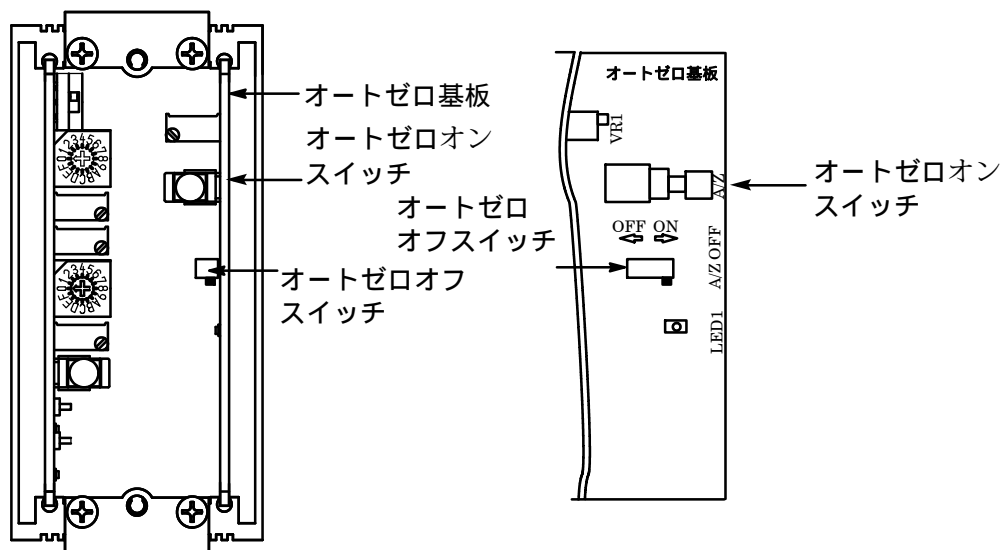 オートゼロ基板
オートゼロオン
スイッチ
オートゼロオフ
スイッチ
0123456789ABCDEF
0123456789ABCDEF
オートゼロ基板
VR1
オートゼロオン
スイッチ
A/Z
オートゼロ
オフスイッチ
OFF ON
A/Z OFF
LED1